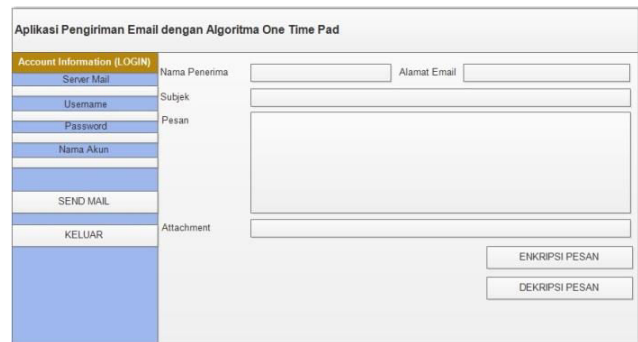 Aplikasi Pengiriman Email dengan Algoritma One Time Pad
Account Information (LOGIN)
Server Mail
Username
Password
Nama Akun
SEND MAIL
KELUAR
Nama Penerima
Alamat Email
Subjek
Pesan
Attachment
ENKRIPSI PESAN
DEKRIPSI PESAN